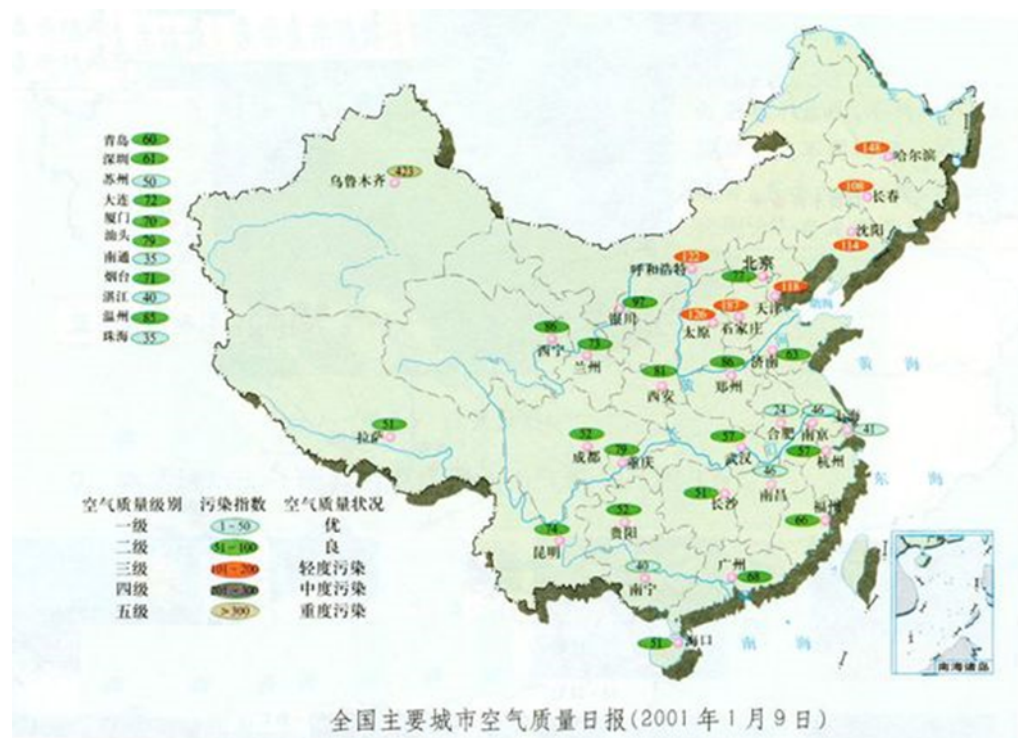 青岛 60
深圳 61
苏州 50
大连 72
厦门 70
汕头 79
南通 35
烟台 71
湛江 40
温州 85
珠海 35
乌鲁木齐 421
148 哈尔滨
108 长春
沈阳
114
122
呼和浩特
北京
77
118
天津
187
石家庄
126
太原
97
银川
86
西宁
73
兰州
81
西安
86
郑州
济南 63
渤海
黄 海
黄
河
51
拉萨
52
成都
79
重庆
长
江
57
武汉
24
合肥
46
南京
上海
41
57
杭州
东 海
46
南昌
51
长沙
52
贵阳
福州
66
74
昆明
40
南宁
广州
68
51 海口
南 海
南海诸岛
空气质量级别 污染指数 空气质量状况
一级 1-50 优
二级 51-100 良
三级 101-200 轻度污染
四级 201-300 中度污染
五级 >300 重度污染
全国主要城市空气质量日报(2001年1月9日)